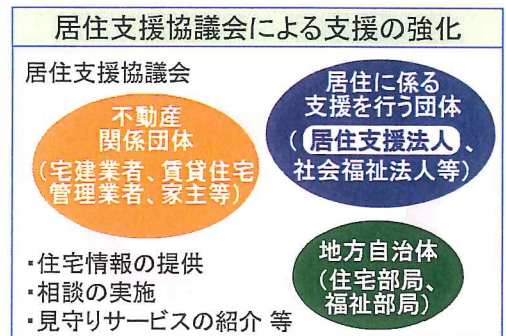 居住支援協議会による支援の強化
居住支援協議会
不動産
関係団体
(宅建業者、賃貸住宅
管理業者、家主等)
居住に係る
支援を行う団体
(居住支援法人、
社会福祉法人等)
地方自治体
(住宅部局、
福祉部局)
・住宅情報の提供
・相談の実施
・見守りサービスの紹介 等